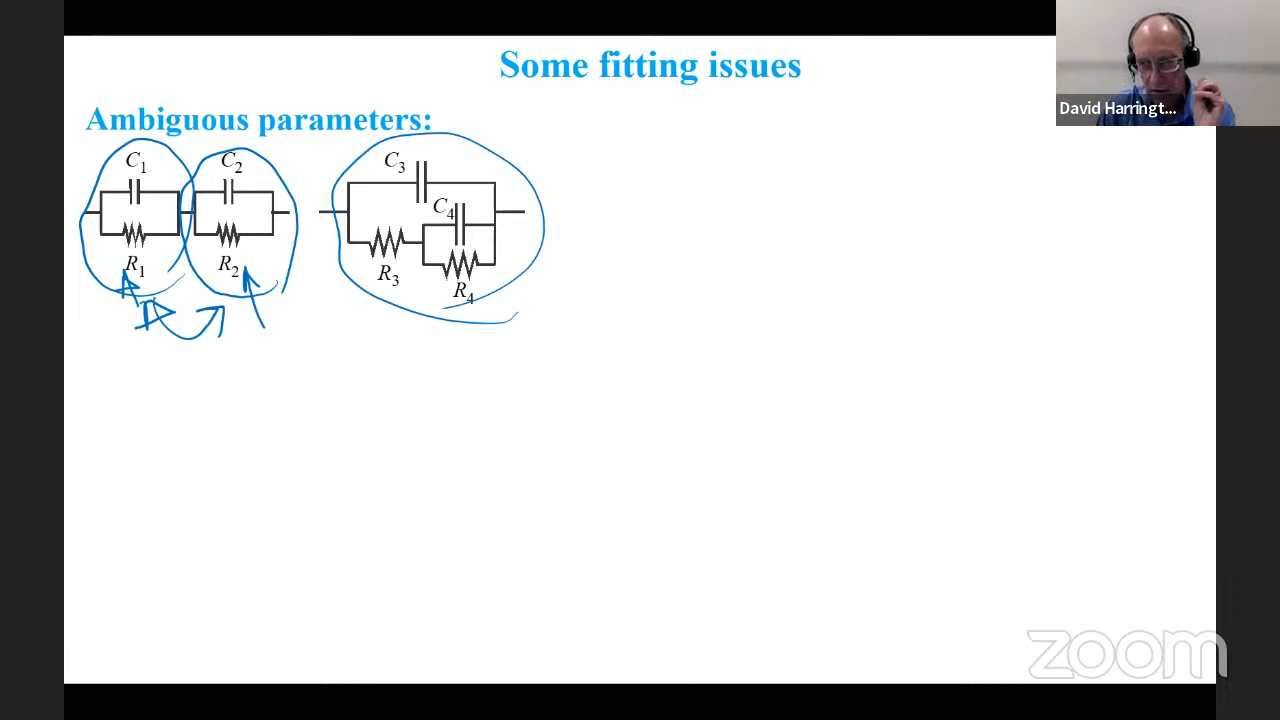 Some fitting issues
David Harringt...
Ambiguous parameters:
C1 C2 C3
C4
R1 R2 R3
R4
zoom